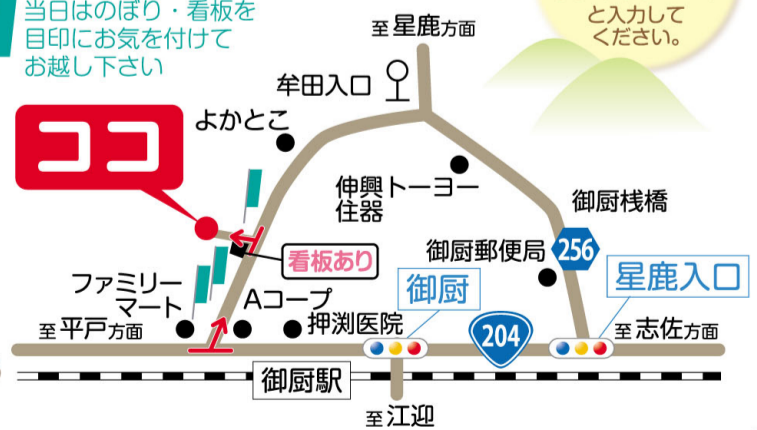 当日はのぼり・看板を
目印にお気を付けて
お越し下さい
と入力して
ください。
至星鹿方面
牟田入口
よかとこ
ココ
伸興トーヨー
住器
御厨桟橋
256
御厨郵便局
看板あり
御厨
星鹿入口
ファミリー
マート
Aコープ
押渕医院
204
至平戸方面
至志佐方面
御厨駅
至江迎